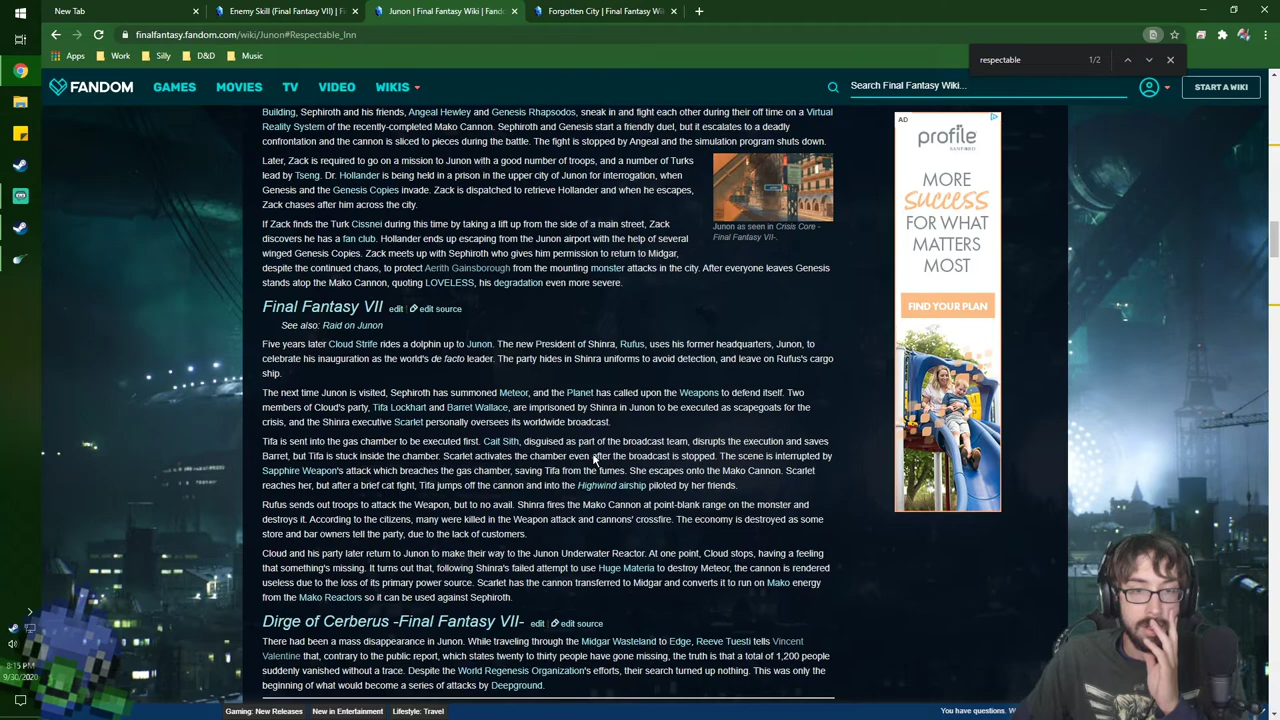 New Tab
Enemy Skill (Final Fantasy VII) | F
Junon | Final Fantasy Wiki | Fando
Forgotten City | Final Fantasy Wiki
finalfantasy.fandom.com/wiki/Junon#Respectable_Inn
Apps Work Silly D&D Music
respectable 1/2
FANDOM GAMES MOVIES TV VIDEO WIKIS Search Final Fantasy Wiki... START A WIKI
Building, Sephiroth and his friends, Angeal Hewley and Genesis Rhapsodos, sneak in and fight each other during their off time on a Virtual
Reality System of the recently-completed Mako Cannon. Sephiroth and Genesis start a friendly duel, but it escalates to a deadly
confrontation and the cannon is sliced to pieces during the battle. The fight is stopped by Angeal and the simulation program shuts down.
Later, Zack is required to go on a mission to Junon with a good number of troops, and a number of Turks
lead by Tseng. Dr. Hollander is being held in a prison in the upper city of Junon for interrogation, when
Genesis and the Genesis Copies invade. Zack is dispatched to retrieve Hollander and when he escapes,
Zack chases after him across the city.
Junon as seen in Crisis Core -
Final Fantasy VII-.
If Zack finds the Turk Cissnei during this time by taking a lift up from the side of a main street, Zack
discovers he has a fan club. Hollander ends up escaping from the Junon airport with the help of several
winged Genesis Copies. Zack meets up with Sephiroth who gives him permission to return to Midgar,
despite the continued chaos, to protect Aerith Gainsborough from the mounting monster attacks in the city. After everyone leaves Genesis
stands atop the Mako Cannon, quoting LOVELESS, his degradation even more severe.
Final Fantasy VII edit | edit source
See also: Raid on Junon
Five years later Cloud Strife rides a dolphin up to Junon. The new President of Shinra, Rufus, uses his former headquarters, Junon, to
celebrate his inauguration as the world's de facto leader. The party hides in Shinra uniforms to avoid detection, and leave on Rufus's cargo
ship.
The next time Junon is visited, Sephiroth has summoned Meteor, and the Planet has called upon the Weapons to defend itself. Two
members of Cloud's party, Tifa Lockhart and Barret Wallace, are imprisoned by Shinra in Junon to be executed as scapegoats for the
crisis, and the Shinra executive Scarlet personally oversees its worldwide broadcast.
Tifa is sent into the gas chamber to be executed first. Cait Sith, disguised as part of the broadcast team, disrupts the execution and saves
Barret, but Tifa is stuck inside the chamber. Scarlet activates the chamber even after the broadcast is stopped. The scene is interrupted by
Sapphire Weapon's attack which breaches the gas chamber, saving Tifa from the fumes. She escapes onto the Mako Cannon. Scarlet
reaches her, but after a brief cat fight, Tifa jumps off the cannon and into the Highwind airship piloted by her friends.
Rufus sends out troops to attack the Weapon, but to no avail. Shinra fires the Mako Cannon at point-blank range on the monster and
destroys it. According to the citizens, many were killed in the Weapon attack and cannons' crossfire. The economy is destroyed as some
store and bar owners tell the party, due to the lack of customers.
Cloud and his party later return to Junon to make their way to the Junon Underwater Reactor. At one point, Cloud stops, having a feeling
that something's missing. It turns out that, following Shinra's failed attempt to use Huge Materia to destroy Meteor, the cannon is rendered
useless due to the loss of its primary power source. Scarlet has the cannon transferred to Midgar and converts it to run on Mako energy
from the Mako Reactors so it can be used against Sephiroth.
Dirge of Cerberus -Final Fantasy VII- edit | edit source
There had been a mass disappearance in Junon. While traveling through the Midgar Wasteland to Edge, Reeve Tuesti tells Vincent
Valentine that, contrary to the public report, which states twenty to thirty people have gone missing, the truth is that a total of 1,200 people
suddenly vanished without a trace. Despite the World Regenesis Organization's efforts, their search turned up nothing. This was only the
beginning of what would become a series of attacks by Deepground.
Gaming: New Releases New in Entertainment Lifestyle: Travel You have questions. W
AD
profile
SANFORD
MORE
success
FOR WHAT
MATTERS
MOST
FIND YOUR PLAN
8:15 PM
9/30/2020